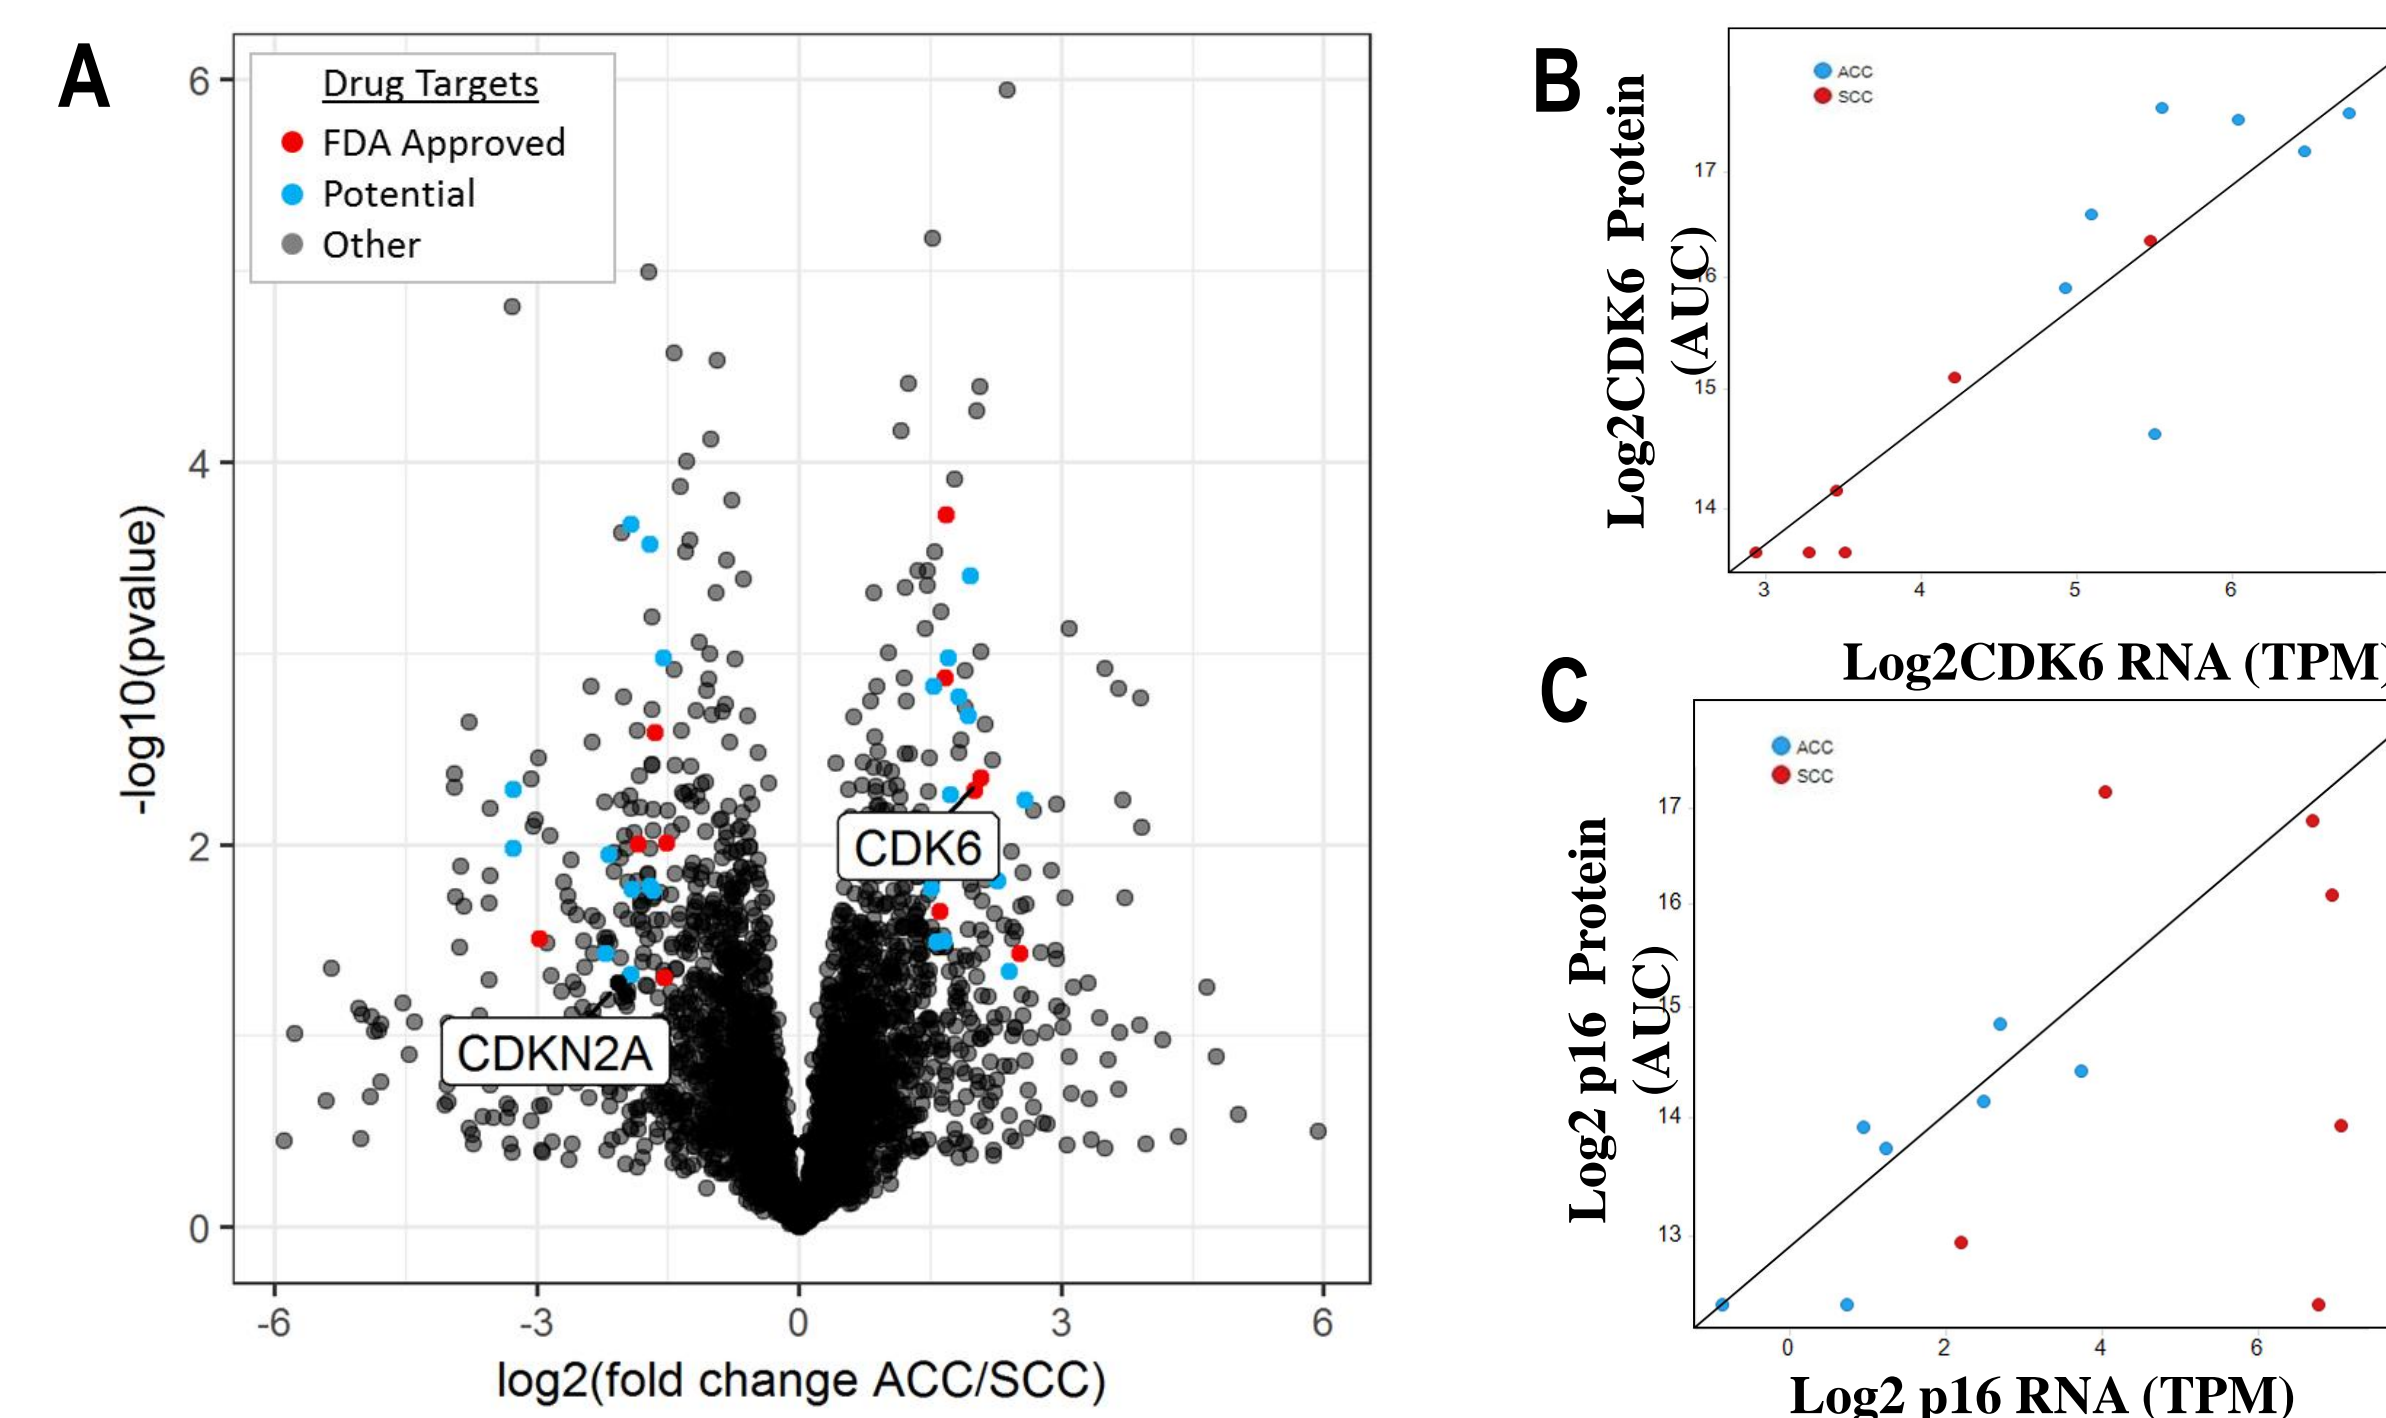 A
Drug Targets
FDA Approved
Potential
Other
6
4
2
0
-log10(pvalue)
CDK6
CDKN2A
-6
-3
0
3
6
log2(fold change ACC/SCC)
B
ACC
SCC
Log2CDK6 Protein
(AUC)
17
16
15
14
3
4
5
6
Log2CDK6 RNA (TPM)
C
ACC
SCC
Log2 p16 Protein
(AUC)
17
16
15
14
13
0
2
4
6
Log2 p16 RNA (TPM)